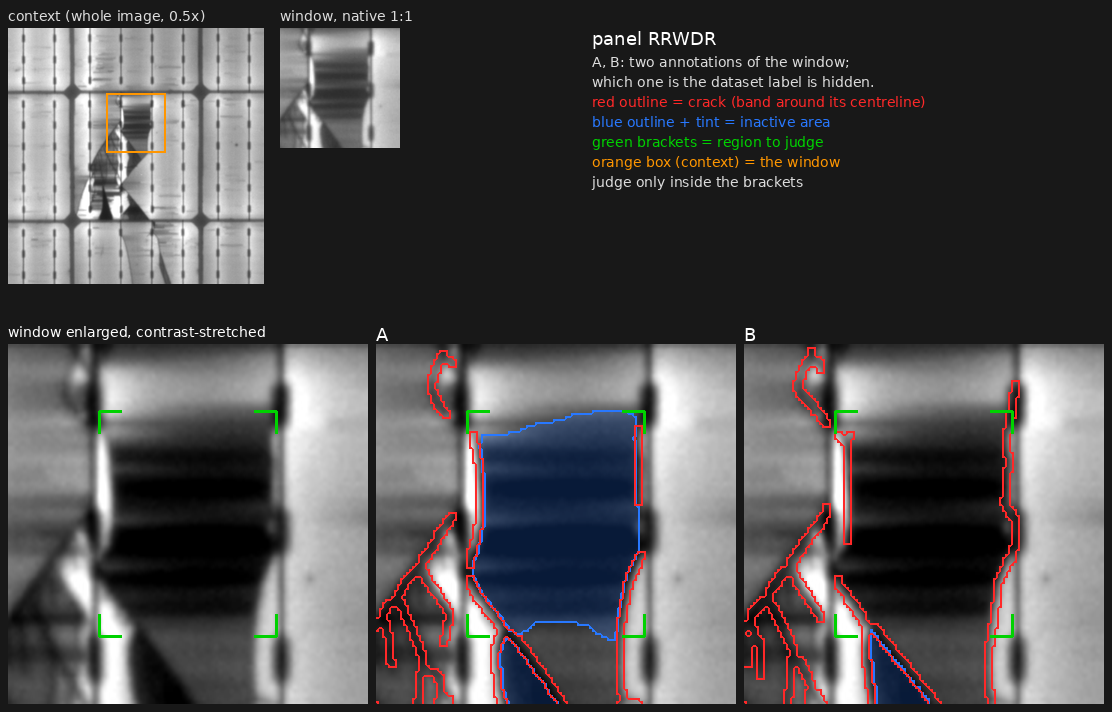 context (whole image, 0.5x)
window, native 1:1
panel RRWDR
A, B: two annotations of the window;
which one is the dataset label is hidden.
red outline = crack (band around its centreline)
blue outline + tint = inactive area
green brackets = region to judge
orange box (context) = the window
judge only inside the brackets
window enlarged, contrast-stretched
A
B